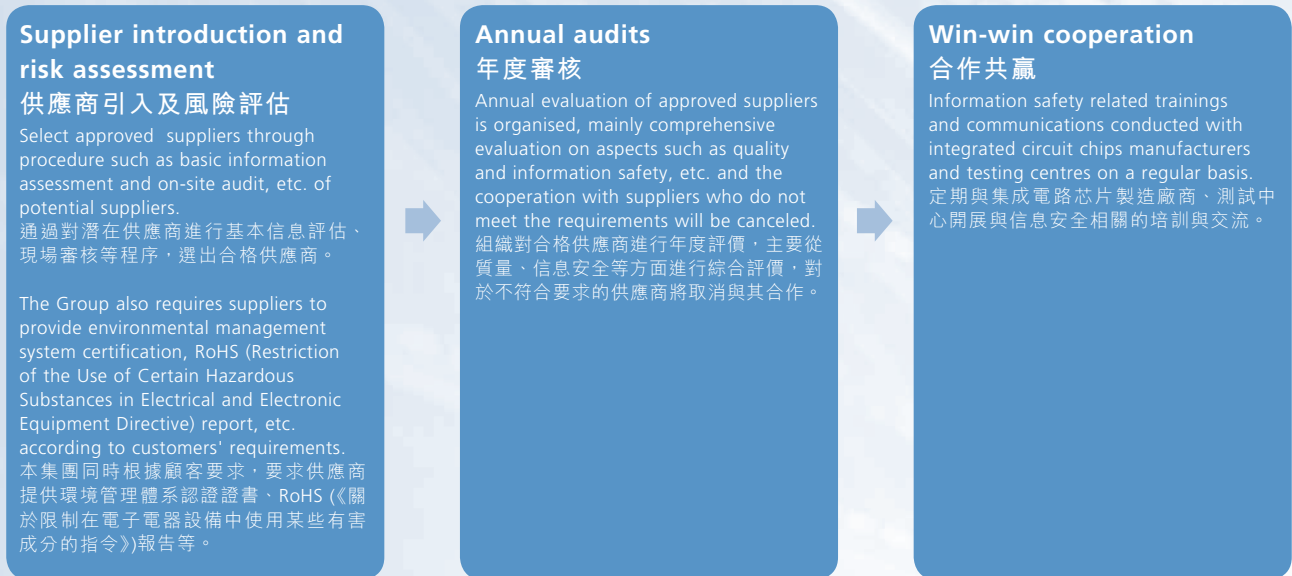 Supplier introduction and
risk assessment
供應商引入及風險評估
Select approved suppliers through
procedure such as basic information
assessment and on-site audit, etc. of
potential suppliers.
通過對潛在供應商進行基本信息評估、
現場審核等程序，選出合格供應商。
The Group also requires suppliers to
provide environmental management
system certification, RoHS (Restriction
of the Use of Certain Hazardous
Substances in Electrical and Electronic
Equipment Directive) report, etc.
according to customers' requirements.
本集團同時根據顧客要求，要求供應商
提供環境管理體系認證證書、RoHS (《關
於限制在電子電器設備中使用某些有害
成分的指令》)報告等。
Annual audits
年度審核
Annual evaluation of approved suppliers
is organised, mainly comprehensive
evaluation on aspects such as quality
and information safety, etc. and the
cooperation with suppliers who do not
meet the requirements will be canceled.
組織對合格供應商進行年度評價，主要從
質量、信息安全等方面進行綜合評價，對
於不符合要求的供應商將取消與其合作。
Win-win cooperation
合作共贏
Information safety related trainings
and communications conducted with
integrated circuit chips manufacturers
and testing centres on a regular basis.
定期與集成電路芯片製造廠商、測試中
心開展與信息安全相關的培訓與交流。